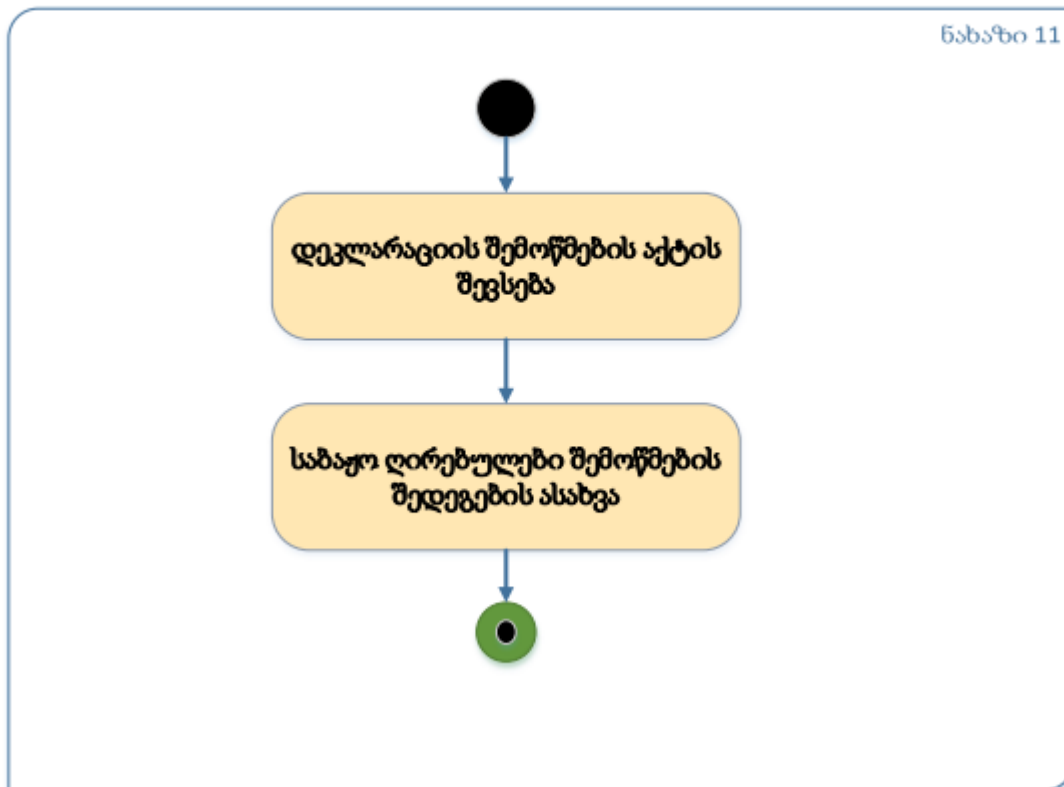 ნახაზი 11
დეკლარაციის შემოწმების აქტის
შევსება
საბაჟო ღირებულები შემოწმების
შედეგების ასახვა